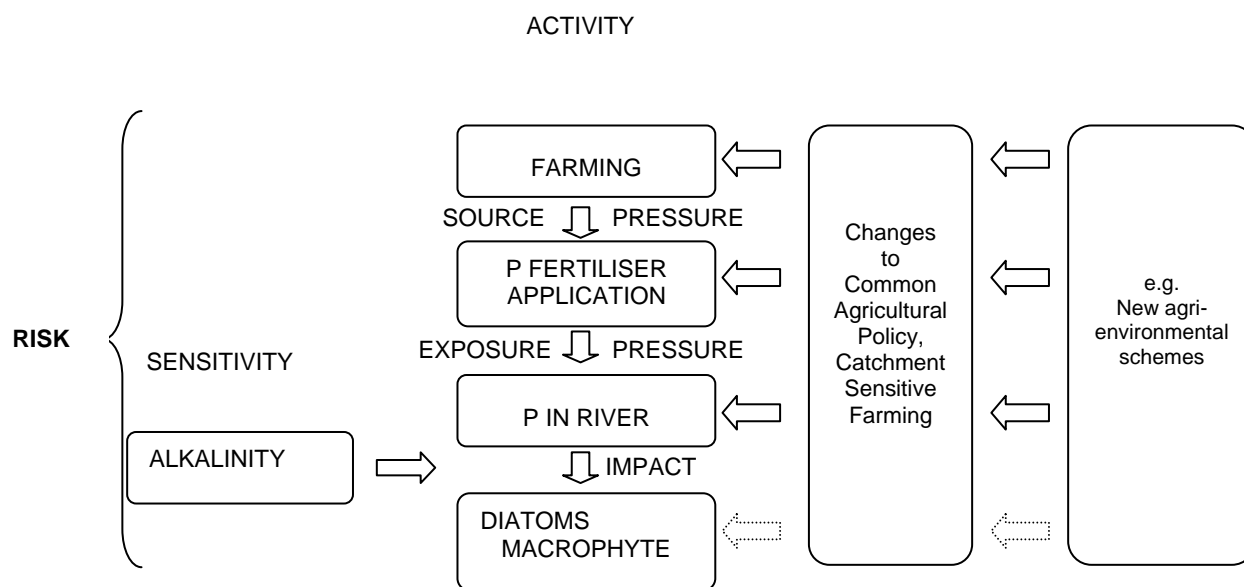 ACTIVITY
FARMING
SOURCE PRESSURE
P FERTILISER
APPLICATION
EXPOSURE PRESSURE
P IN RIVER
IMPACT
DIATOMS
MACROPHYTE
RISK
SENSITIVITY
ALKALINITY
Changes
to
Common
Agricultural
Policy,
Catchment
Sensitive
Farming
e.g.
New agri-
environmental
schemes